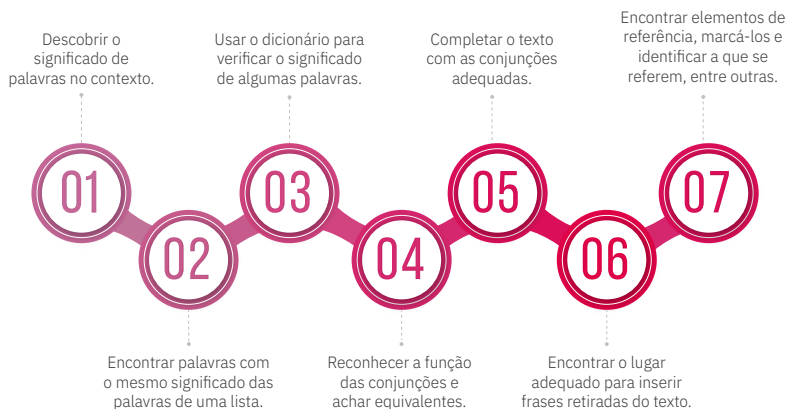 Descobrir o
significado de
palavras no contexto.
Usar o dicionário para
verificar o significado
de algumas palavras.
Completar o texto
com as conjunções
adequadas.
Encontrar elementos de
referência, marcá-los e
identificar a que se
referem, entre outras.
01
02
03
04
05
06
07
Encontrar palavras com
o mesmo significado das
palavras de uma lista.
Reconhecer a função
das conjunções e
achar equivalentes.
Encontrar o lugar
adequado para inserir
frases retiradas do texto.